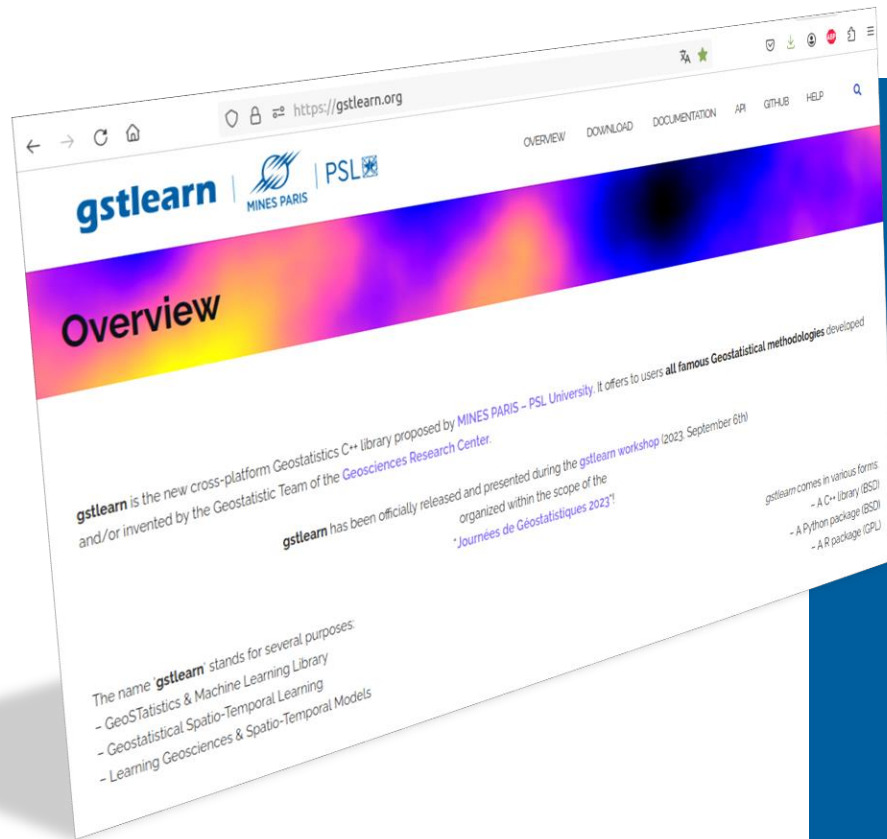 https://gstlearn.org
gstlearn
MINES PARIS
PSL
OVERVIEW
DOWNLOAD
DOCUMENTATION
API
GITHUB
HELP
Overview
gstlearn is the new cross-platform Geostatistics C++ library proposed by MINES PARIS – PSL University. It offers to users all famous Geostatistical methodologies developed
and/or invented by the Geostatistic Team of the Geosciences Research Center.
gstlearn has been officially released and presented during the gstlearn workshop (2023, September 6th)
organized within the scope of the
"Journées de Géostatistiques 2023"!
gstlearn comes in various forms:
– A C++ library (BSD)
– A Python package (BSD)
– A R package (GPL)
The name 'gstlearn' stands for several purposes:
– GeoSTatistics & Machine Learning Library
– Geostatistical Spatio-Temporal Learning
– Learning Geosciences & Spatio-Temporal Models